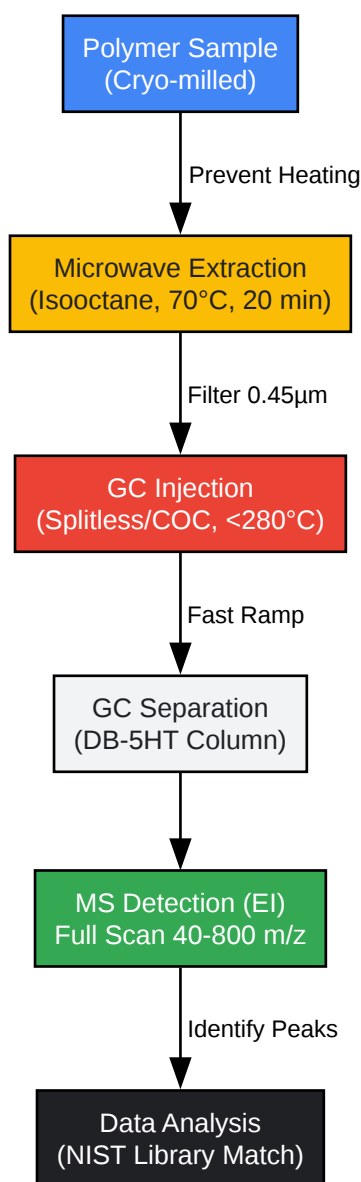 Polymer Sample
(Cryo-milled)
Prevent Heating
Microwave Extraction
(Isooctane, 70°C, 20 min)
Filter 0.45µm
GC Injection
(Splitless/COC, <280°C)
Fast Ramp
GC Separation
(DB-5HT Column)
MS Detection (EI)
Full Scan 40-800 m/z
Identify Peaks
Data Analysis
(NIST Library Match)